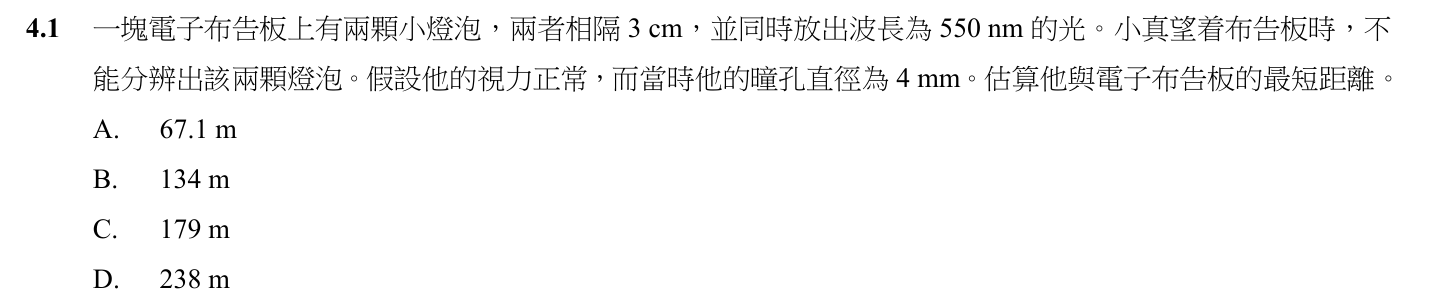 4.1 一塊電子布告板上有兩顆小燈泡，兩者相隔 3 cm，並同時放出波長為 550 nm 的光。小真望着布告板時，不
能分辨出該兩顆燈泡。假設他的視力正常，而當時他的瞳孔直徑為 4 mm。估算他與電子布告板的最短距離。
A. 67.1 m
B. 134 m
C. 179 m
D. 238 m